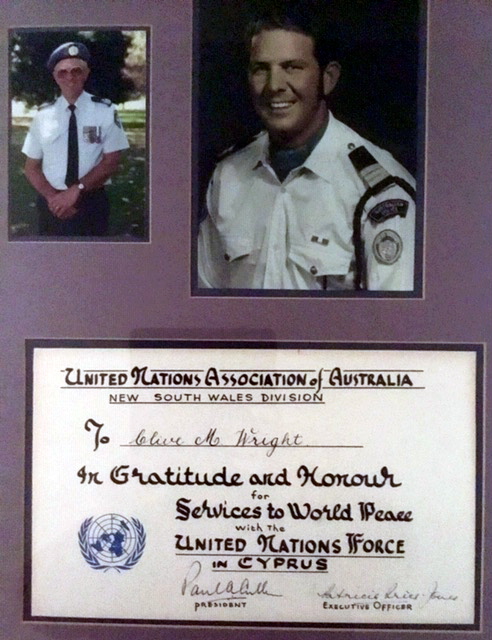 United Nations Association of Australia
New South Wales Division
To Clive M Wright
In Gratitude and Honour
for
Services to World Peace
with the
United Nations Force
in Cyprus
President
Executive Officer